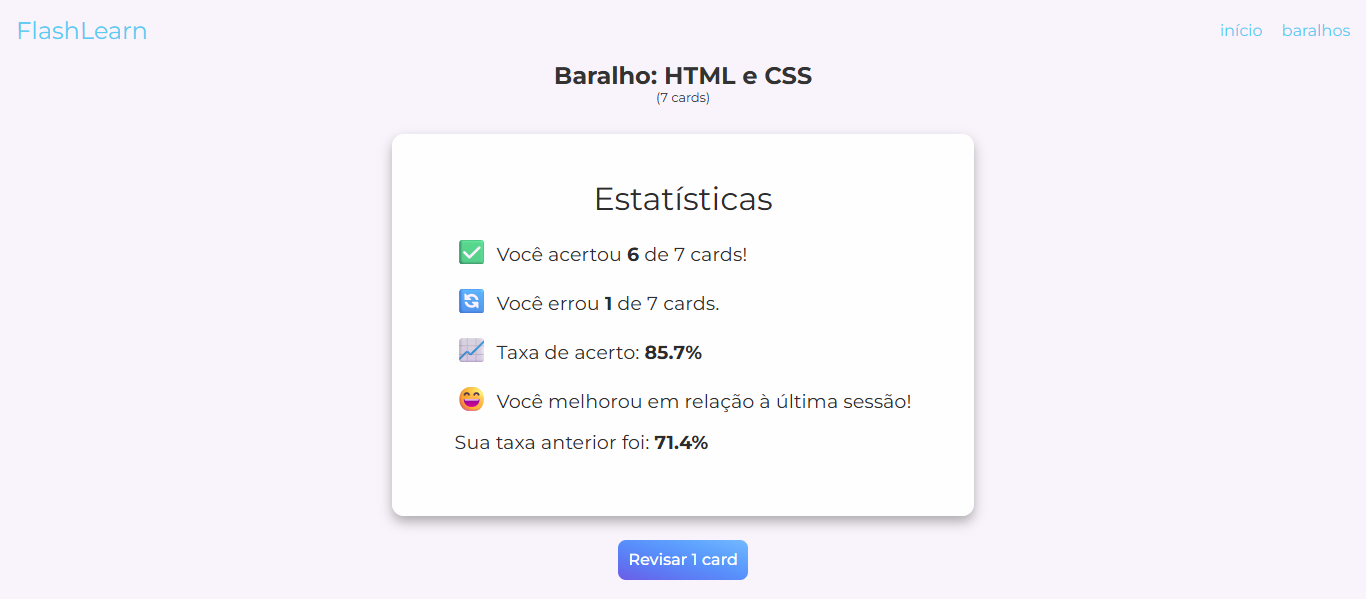 FlashLearn
início baralhos
Baralho: HTML e CSS
(7 cards)
Estatísticas
Você acertou 6 de 7 cards!
Você errou 1 de 7 cards.
Taxa de acerto: 85.7%
Você melhorou em relação à última sessão!
Sua taxa anterior foi: 71.4%
Revisar 1 card